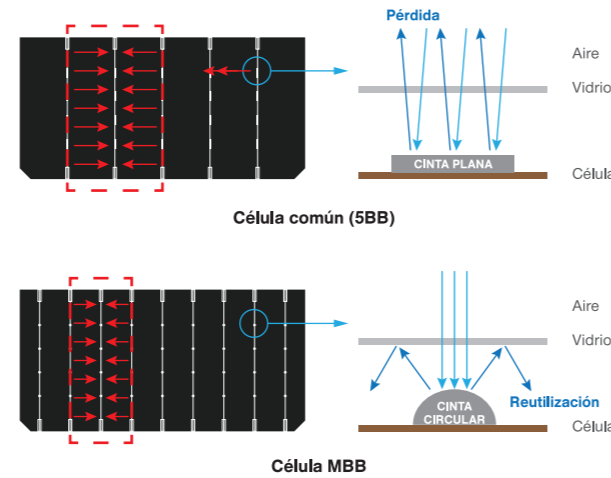 Pérdida
Aire
Vidrio
CINTA PLANA
Célula
Célula común (5BB)
Aire
Vidrio
CINTA
CIRCULAR
Reutilización
Célula
Célula MBB